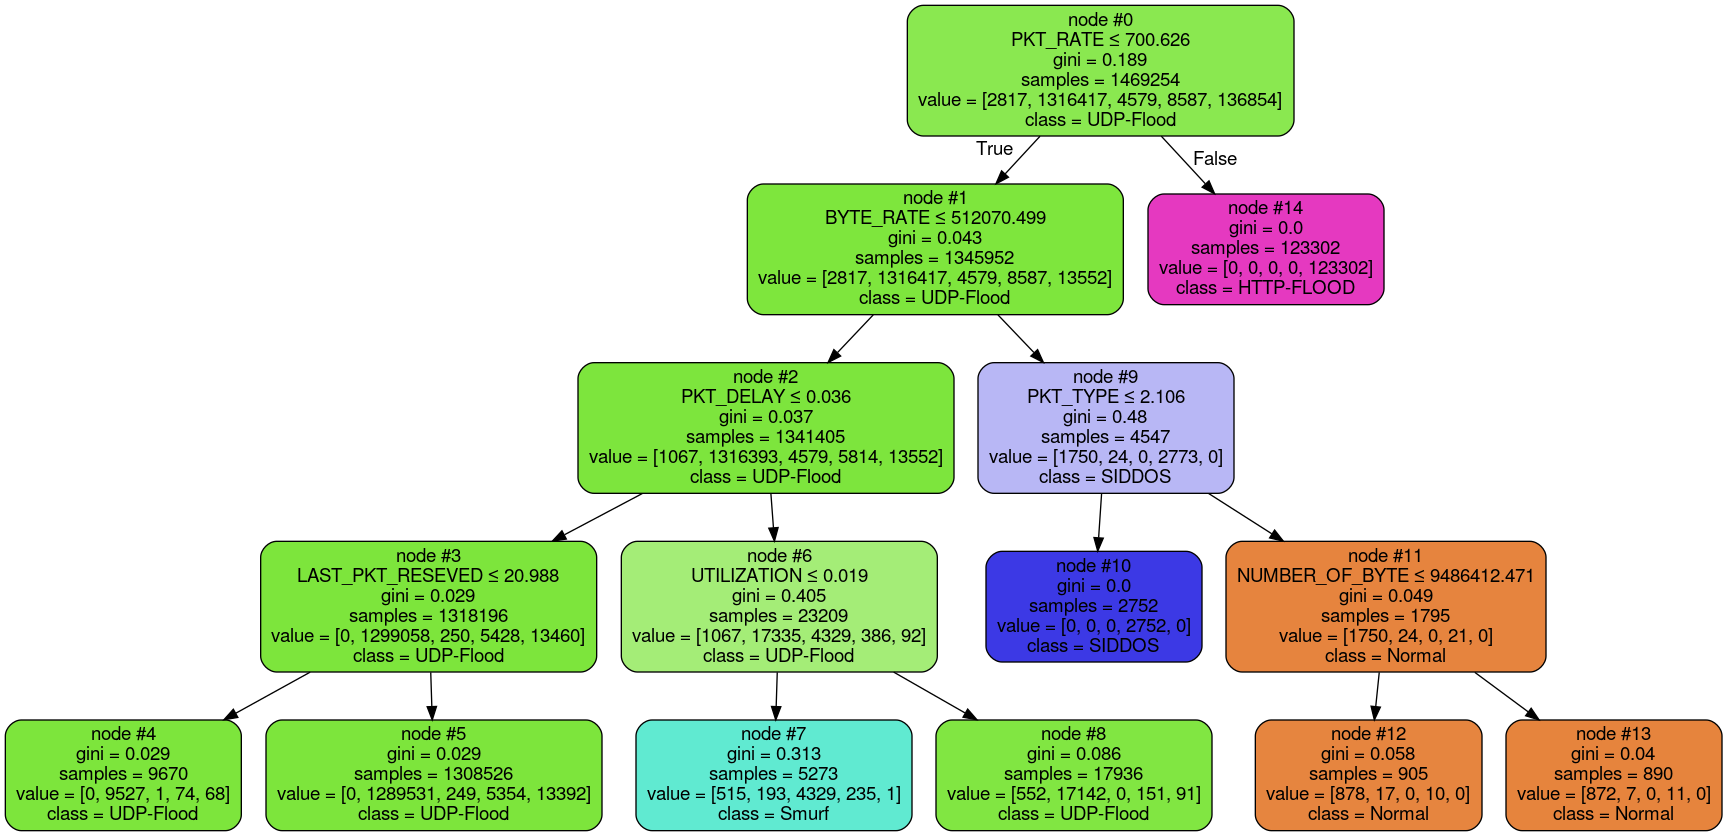 node #0
PKT_RATE ≤ 700.626
gini = 0.189
samples = 1469254
value = [2817, 1316417, 4579, 8587, 136854]
class = UDP-Flood
True
False
node #1
BYTE_RATE ≤ 512070.499
gini = 0.043
samples = 1345952
value = [2817, 1316417, 4579, 8587, 13552]
class = UDP-Flood
node #14
gini = 0.0
samples = 123302
value = [0, 0, 0, 0, 123302]
class = HTTP-FLOOD
node #2
PKT_DELAY ≤ 0.036
gini = 0.037
samples = 1341405
value = [1067, 1316393, 4579, 5814, 13552]
class = UDP-Flood
node #9
PKT_TYPE ≤ 2.106
gini = 0.48
samples = 4547
value = [1750, 24, 0, 2773, 0]
class = SIDDOS
node #3
LAST_PKT_RESEVED ≤ 20.988
gini = 0.029
samples = 1318196
value = [0, 1299058, 250, 5428, 13460]
class = UDP-Flood
node #6
UTILIZATION ≤ 0.019
gini = 0.405
samples = 23209
value = [1067, 17335, 4329, 386, 92]
class = UDP-Flood
node #10
gini = 0.0
samples = 2752
value = [0, 0, 0, 2752, 0]
class = SIDDOS
node #11
NUMBER_OF_BYTE ≤ 9486412.471
gini = 0.049
samples = 1795
value = [1750, 24, 0, 21, 0]
class = Normal
node #4
gini = 0.029
samples = 9670
value = [0, 9527, 1, 74, 68]
class = UDP-Flood
node #5
gini = 0.029
samples = 1308526
value = [0, 1289531, 249, 5354, 13392]
class = UDP-Flood
node #7
gini = 0.313
samples = 5273
value = [515, 193, 4329, 235, 1]
class = Smurf
node #8
gini = 0.086
samples = 17936
value = [552, 17142, 0, 151, 91]
class = UDP-Flood
node #12
gini = 0.058
samples = 905
value = [878, 17, 0, 10, 0]
class = Normal
node #13
gini = 0.04
samples = 890
value = [872, 7, 0, 11, 0]
class = Normal